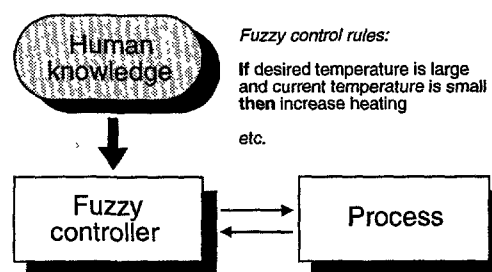 Human
knowledge
Fuzzy control rules:
If desired temperature is large
and current temperature is small
then increase heating
etc.
Fuzzy
controller
Process